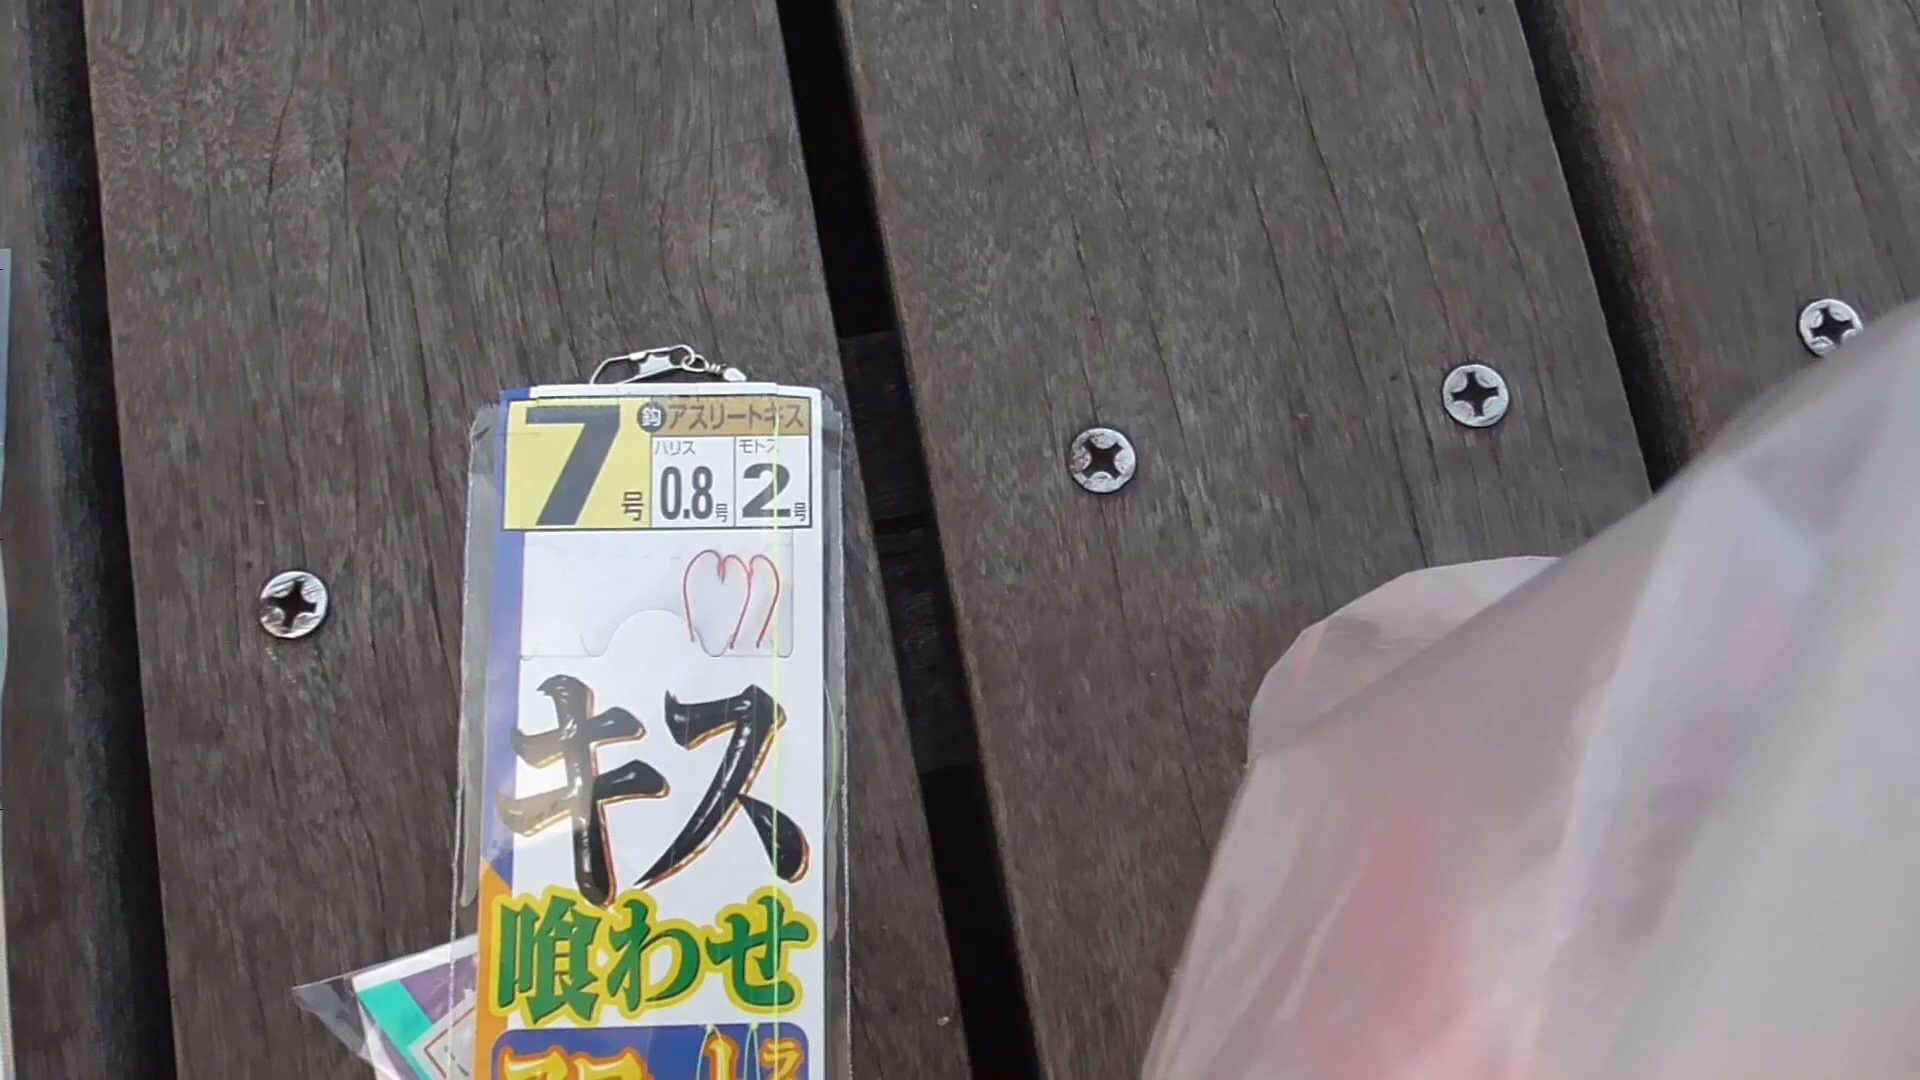 7号
鈎 アスリートキス
ハリス
0.8号
モトス
2号
キス
喰わせ